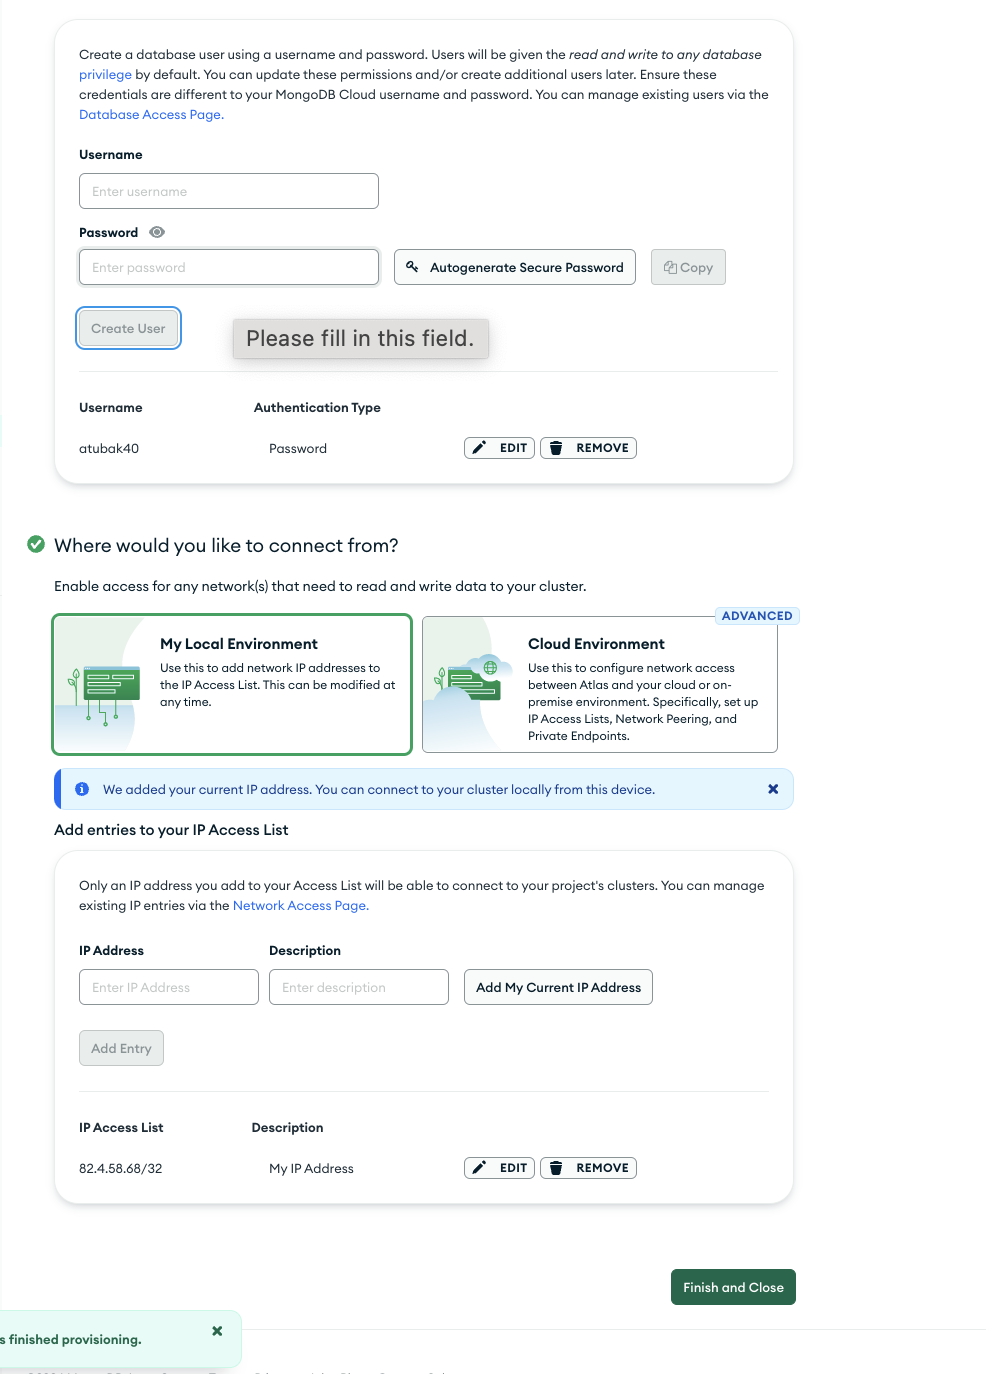 Create a database user using a username and password. Users will be given the read and write to any database
privilege by default. You can update these permissions and/or create additional users later. Ensure these
credentials are different to your MongoDB Cloud username and password. You can manage existing users via the
Database Access Page.
Username
Enter username
Password
Enter password
Autogenerate Secure Password
Copy
Create User
Please fill in this field.
Username Authentication Type
atubak40 Password EDIT REMOVE
Where would you like to connect from?
Enable access for any network(s) that need to read and write data to your cluster.
ADVANCED
My Local Environment
Use this to add network IP addresses to
the IP Access List. This can be modified at
any time.
Cloud Environment
Use this to configure network access
between Atlas and your cloud or on-
premise environment. Specifically, set up
IP Access Lists, Network Peering, and
Private Endpoints.
We added your current IP address. You can connect to your cluster locally from this device.
Add entries to your IP Access List
Only an IP address you add to your Access List will be able to connect to your project's clusters. You can manage
existing IP entries via the Network Access Page.
IP Address Description
Enter IP Address Enter description Add My Current IP Address
Add Entry
IP Access List Description
82.4.58.68/32 My IP Address EDIT REMOVE
Finish and Close
s finished provisioning.